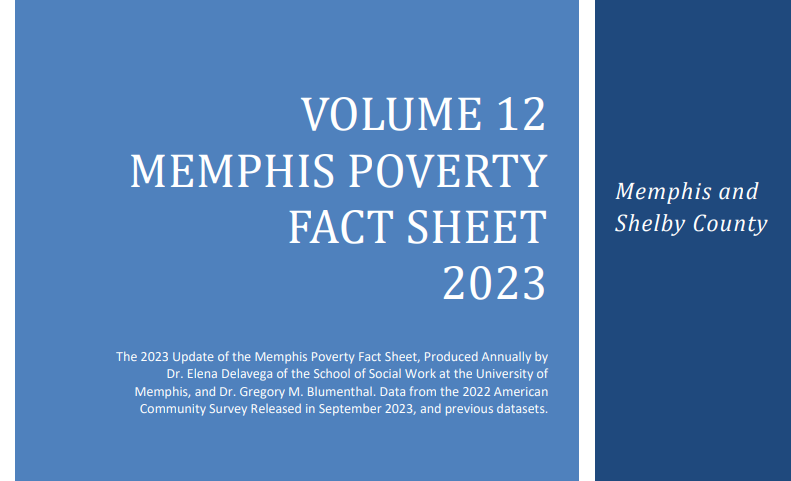 VOLUME 12
MEMPHIS POVERTY
FACT SHEET
2023
The 2023 Update of the Memphis Poverty Fact Sheet, Produced Annually by
Dr. Elena Delavega of the School of Social Work at the University of
Memphis, and Dr. Gregory M. Blumenthal. Data from the 2022 American
Community Survey Released in September 2023, and previous datasets.
Memphis and
Shelby County